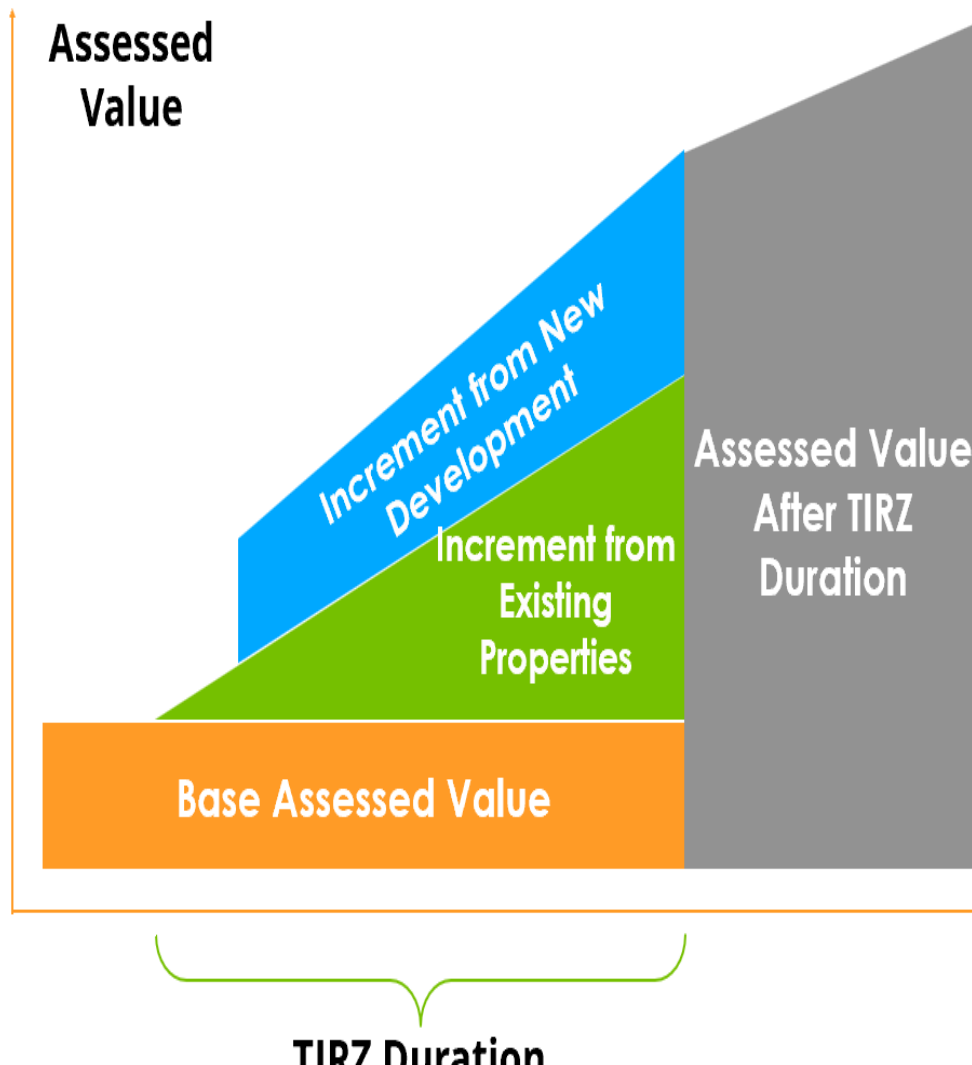 Assessed
Value
Increment from New
Development
Increment from
Existing
Properties
Assessed Value
After TIRZ
Duration
Base Assessed Value
TIRZ Duration